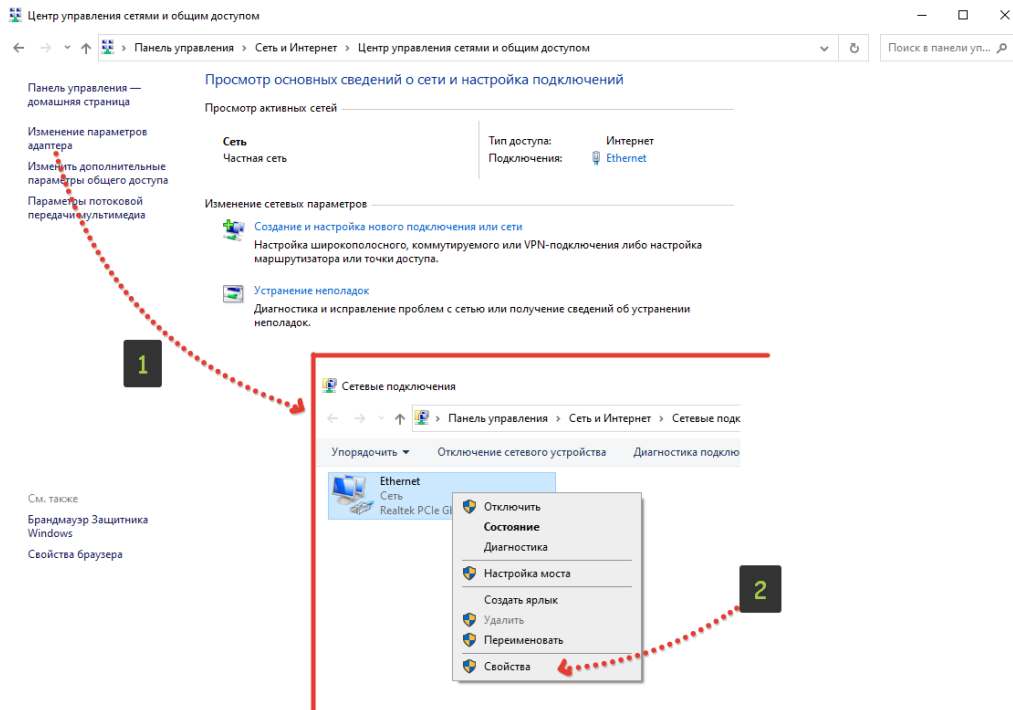 Центр управления сетями и общим доступом
Панель управления
Сеть и Интернет
Центр управления сетями и общим доступом
Поиск в панели уп...
Панель управления —
домашняя страница
Изменение параметров
адаптера
Изменить дополнительные
параметры общего доступа
Параметры потоковой
передачи мультимедиа
Просмотр основных сведений о сети и настройка подключений
Просмотр активных сетей
Сеть
Частная сеть
Тип доступа: Интернет
Подключения: Ethernet
Изменение сетевых параметров
Создание и настройка нового подключения или сети
Настройка широкополосного, коммутируемого или VPN-подключения либо настройка
маршрутизатора или точки доступа.
Устранение неполадок
Диагностика и исправление проблем с сетью или получение сведений об устранении
неполадок.
1
См. также
Брандмауэр Защитника
Windows
Свойства браузера
Сетевые подключения
Панель управления
Сеть и Интернет
Сетевые подк
Упорядочить
Отключение сетевого устройства
Диагностика подклю
Ethernet
Сеть
Realtek PCIe
Отключить
Состояние
Диагностика
Настройка моста
Создать ярлык
Удалить
Переименовать
Свойства
2